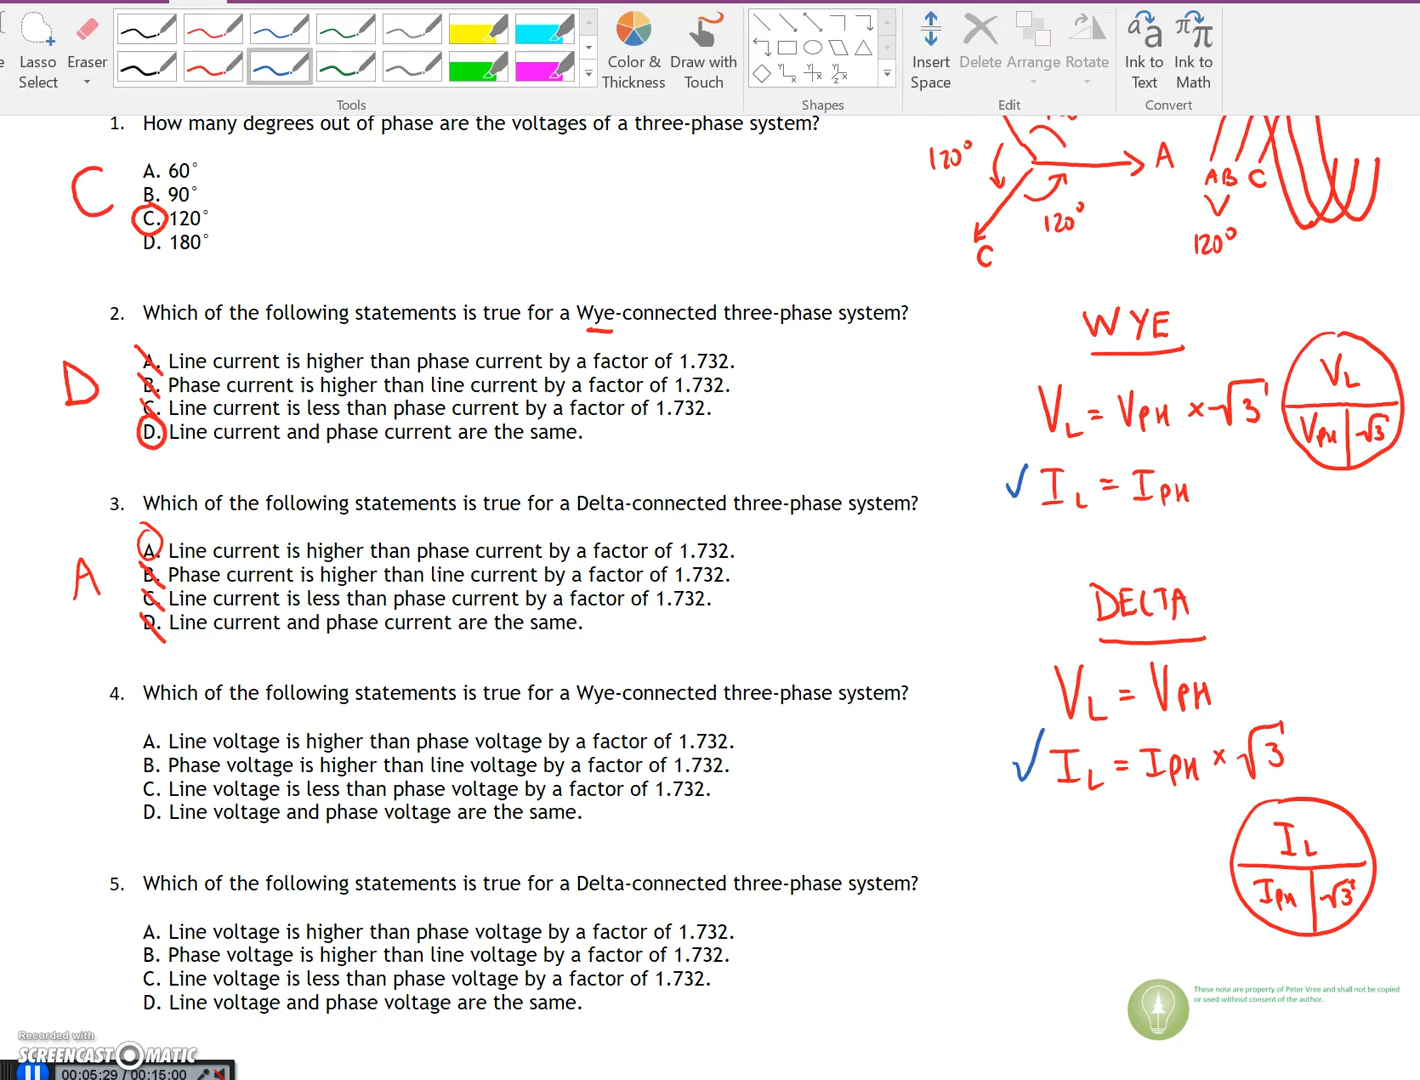 Lasso Select
Eraser
Color & Thickness
Draw with Touch
Insert Space
Delete
Arrange
Rotate
Ink to Text
Ink to Math
Tools
Shapes
Edit
Convert
1. How many degrees out of phase are the voltages of a three-phase system?
C
A. 60°
B. 90°
C. 120°
D. 180°
120°
A
120°
C
A B C
120°
2. Which of the following statements is true for a Wye-connected three-phase system?
D
A. Line current is higher than phase current by a factor of 1.732.
B. Phase current is higher than line current by a factor of 1.732.
C. Line current is less than phase current by a factor of 1.732.
D. Line current and phase current are the same.
WYE
VL = VPH × √3
VL
VPH √3
✓ IL = IPH
3. Which of the following statements is true for a Delta-connected three-phase system?
A
A. Line current is higher than phase current by a factor of 1.732.
B. Phase current is higher than line current by a factor of 1.732.
C. Line current is less than phase current by a factor of 1.732.
D. Line current and phase current are the same.
DELTA
VL = VPH
✓ IL = IPH × √3
IL
IPH √3
4. Which of the following statements is true for a Wye-connected three-phase system?
A. Line voltage is higher than phase voltage by a factor of 1.732.
B. Phase voltage is higher than line voltage by a factor of 1.732.
C. Line voltage is less than phase voltage by a factor of 1.732.
D. Line voltage and phase voltage are the same.
5. Which of the following statements is true for a Delta-connected three-phase system?
A. Line voltage is higher than phase voltage by a factor of 1.732.
B. Phase voltage is higher than line voltage by a factor of 1.732.
C. Line voltage is less than phase voltage by a factor of 1.732.
D. Line voltage and phase voltage are the same.
These note are property of Peter Vree and shall not be copied
or used without consent of the author.
Recorded with
SCREENCAST-O-MATIC
00:05:29 / 00:15:00